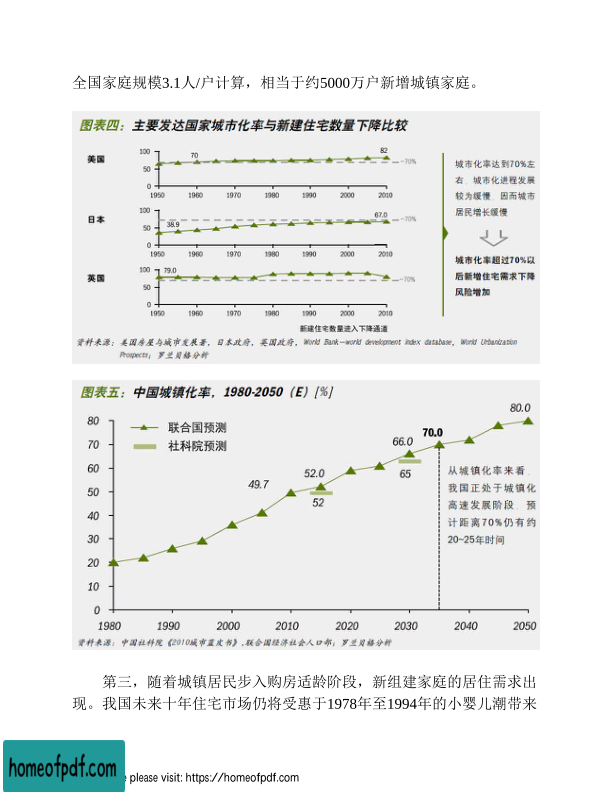 全国家庭规模3.1人/户计算，相当于约5000万户新增城镇家庭。
图表四：主要发达国家城市化率与新建住宅数量下降比较
美国
100
50
0
70
82
~70%
1950 1960 1970 1980 1990 2000 2010
日本
100
50
0
38.9
67.0
~70%
1950 1960 1970 1980 1990 2000 2010
英国
100
50
0
79.0
~70%
1950 1960 1970 1980 1990 2000 2010
新建住宅数量进入下降通道
城市化率达到70%左
右，城市化进程发展
较为缓慢，因而城市
居民增长缓慢
城市化率超过70%以
后新增住宅需求下降
风险增加
资料来源：美国房屋与城市发展署，日本政府，英国政府，World Bank—world development index database，World Urbanization
Prospects；罗兰贝格分析
图表五：中国城镇化率，1980-2050（E）[%]
联合国预测
社科院预测
80
70
60
50
40
30
20
10
0
49.7
52.0
52
66.0
65
70.0
80.0
从城镇化率来看，
我国正处于城镇化
高速发展阶段，预
计距离70%仍有约
20~25年时间
1980 1990 2000 2010 2020 2030 2040 2050
资料来源：中国社科院《2010城市蓝皮书》,联合国经济社会人口部；罗兰贝格分析
第三，随着城镇居民步入购房适龄阶段，新组建家庭的居住需求出
现。我国未来十年住宅市场仍将受惠于1978年至1994年的小婴儿潮带来
homeofpdf.com
e please visit: https://homeofpdf.com